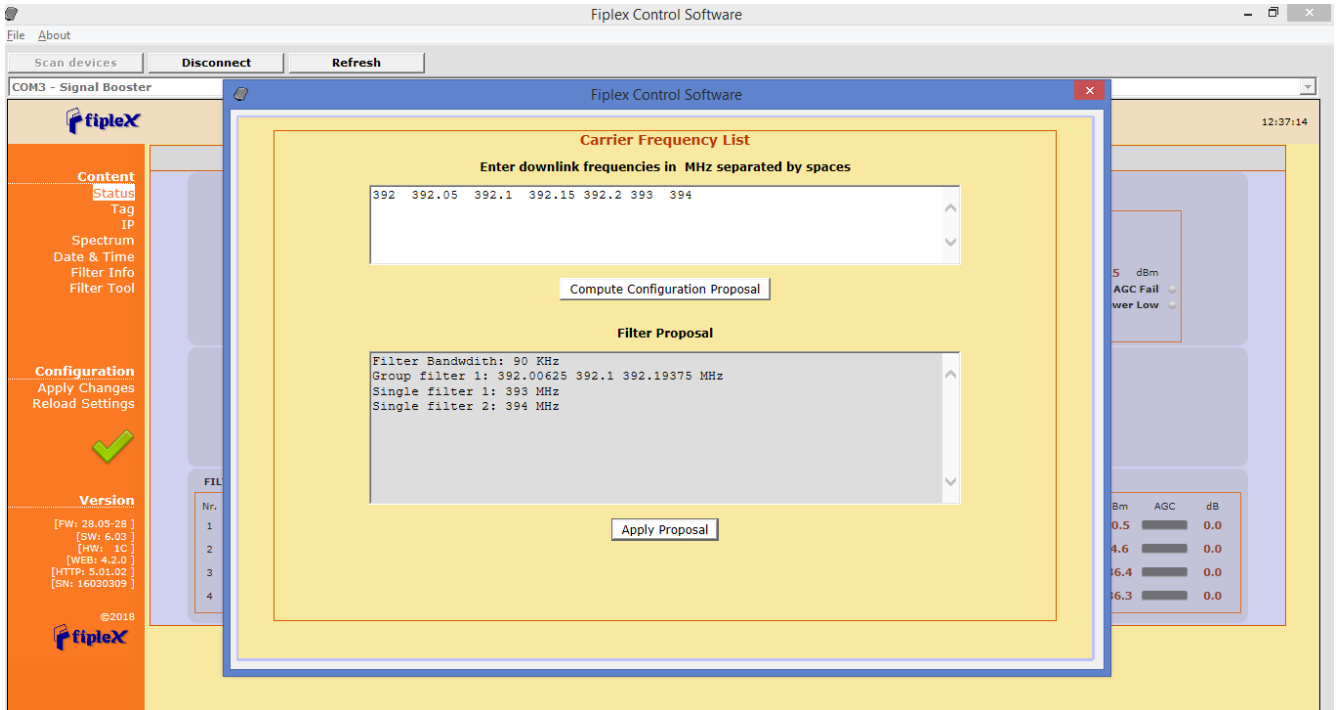 Fiplex Control Software
File About
Scan devices Disconnect Refresh
COM3 - Signal Booster
Fiplex Control Software
fipleX
12:37:14
Content
Status
Tag
IP
Spectrum
Date & Time
Filter Info
Filter Tool
Configuration
Apply Changes
Reload Settings
Version
[FW: 28.05-28 ]
[SW: 6.03 ]
[HW: 1C ]
[WEB: 4.2.0 ]
[HTTP: 5.01.02 ]
[SN: 16030309 ]
©2018
fipleX
Carrier Frequency List
Enter downlink frequencies in MHz separated by spaces
392 392.05 392.1 392.15 392.2 393 394
Compute Configuration Proposal
Filter Proposal
Filter Bandwdith: 90 KHz
Group filter 1: 392.00625 392.1 392.19375 MHz
Single filter 1: 393 MHz
Single filter 2: 394 MHz
Apply Proposal
5 dBm
AGC Fail
wer Low
FIL
Nr.
1
2
3
4
Bm AGC dB
0.5 0.0
4.6 0.0
36.4 0.0
36.3 0.0